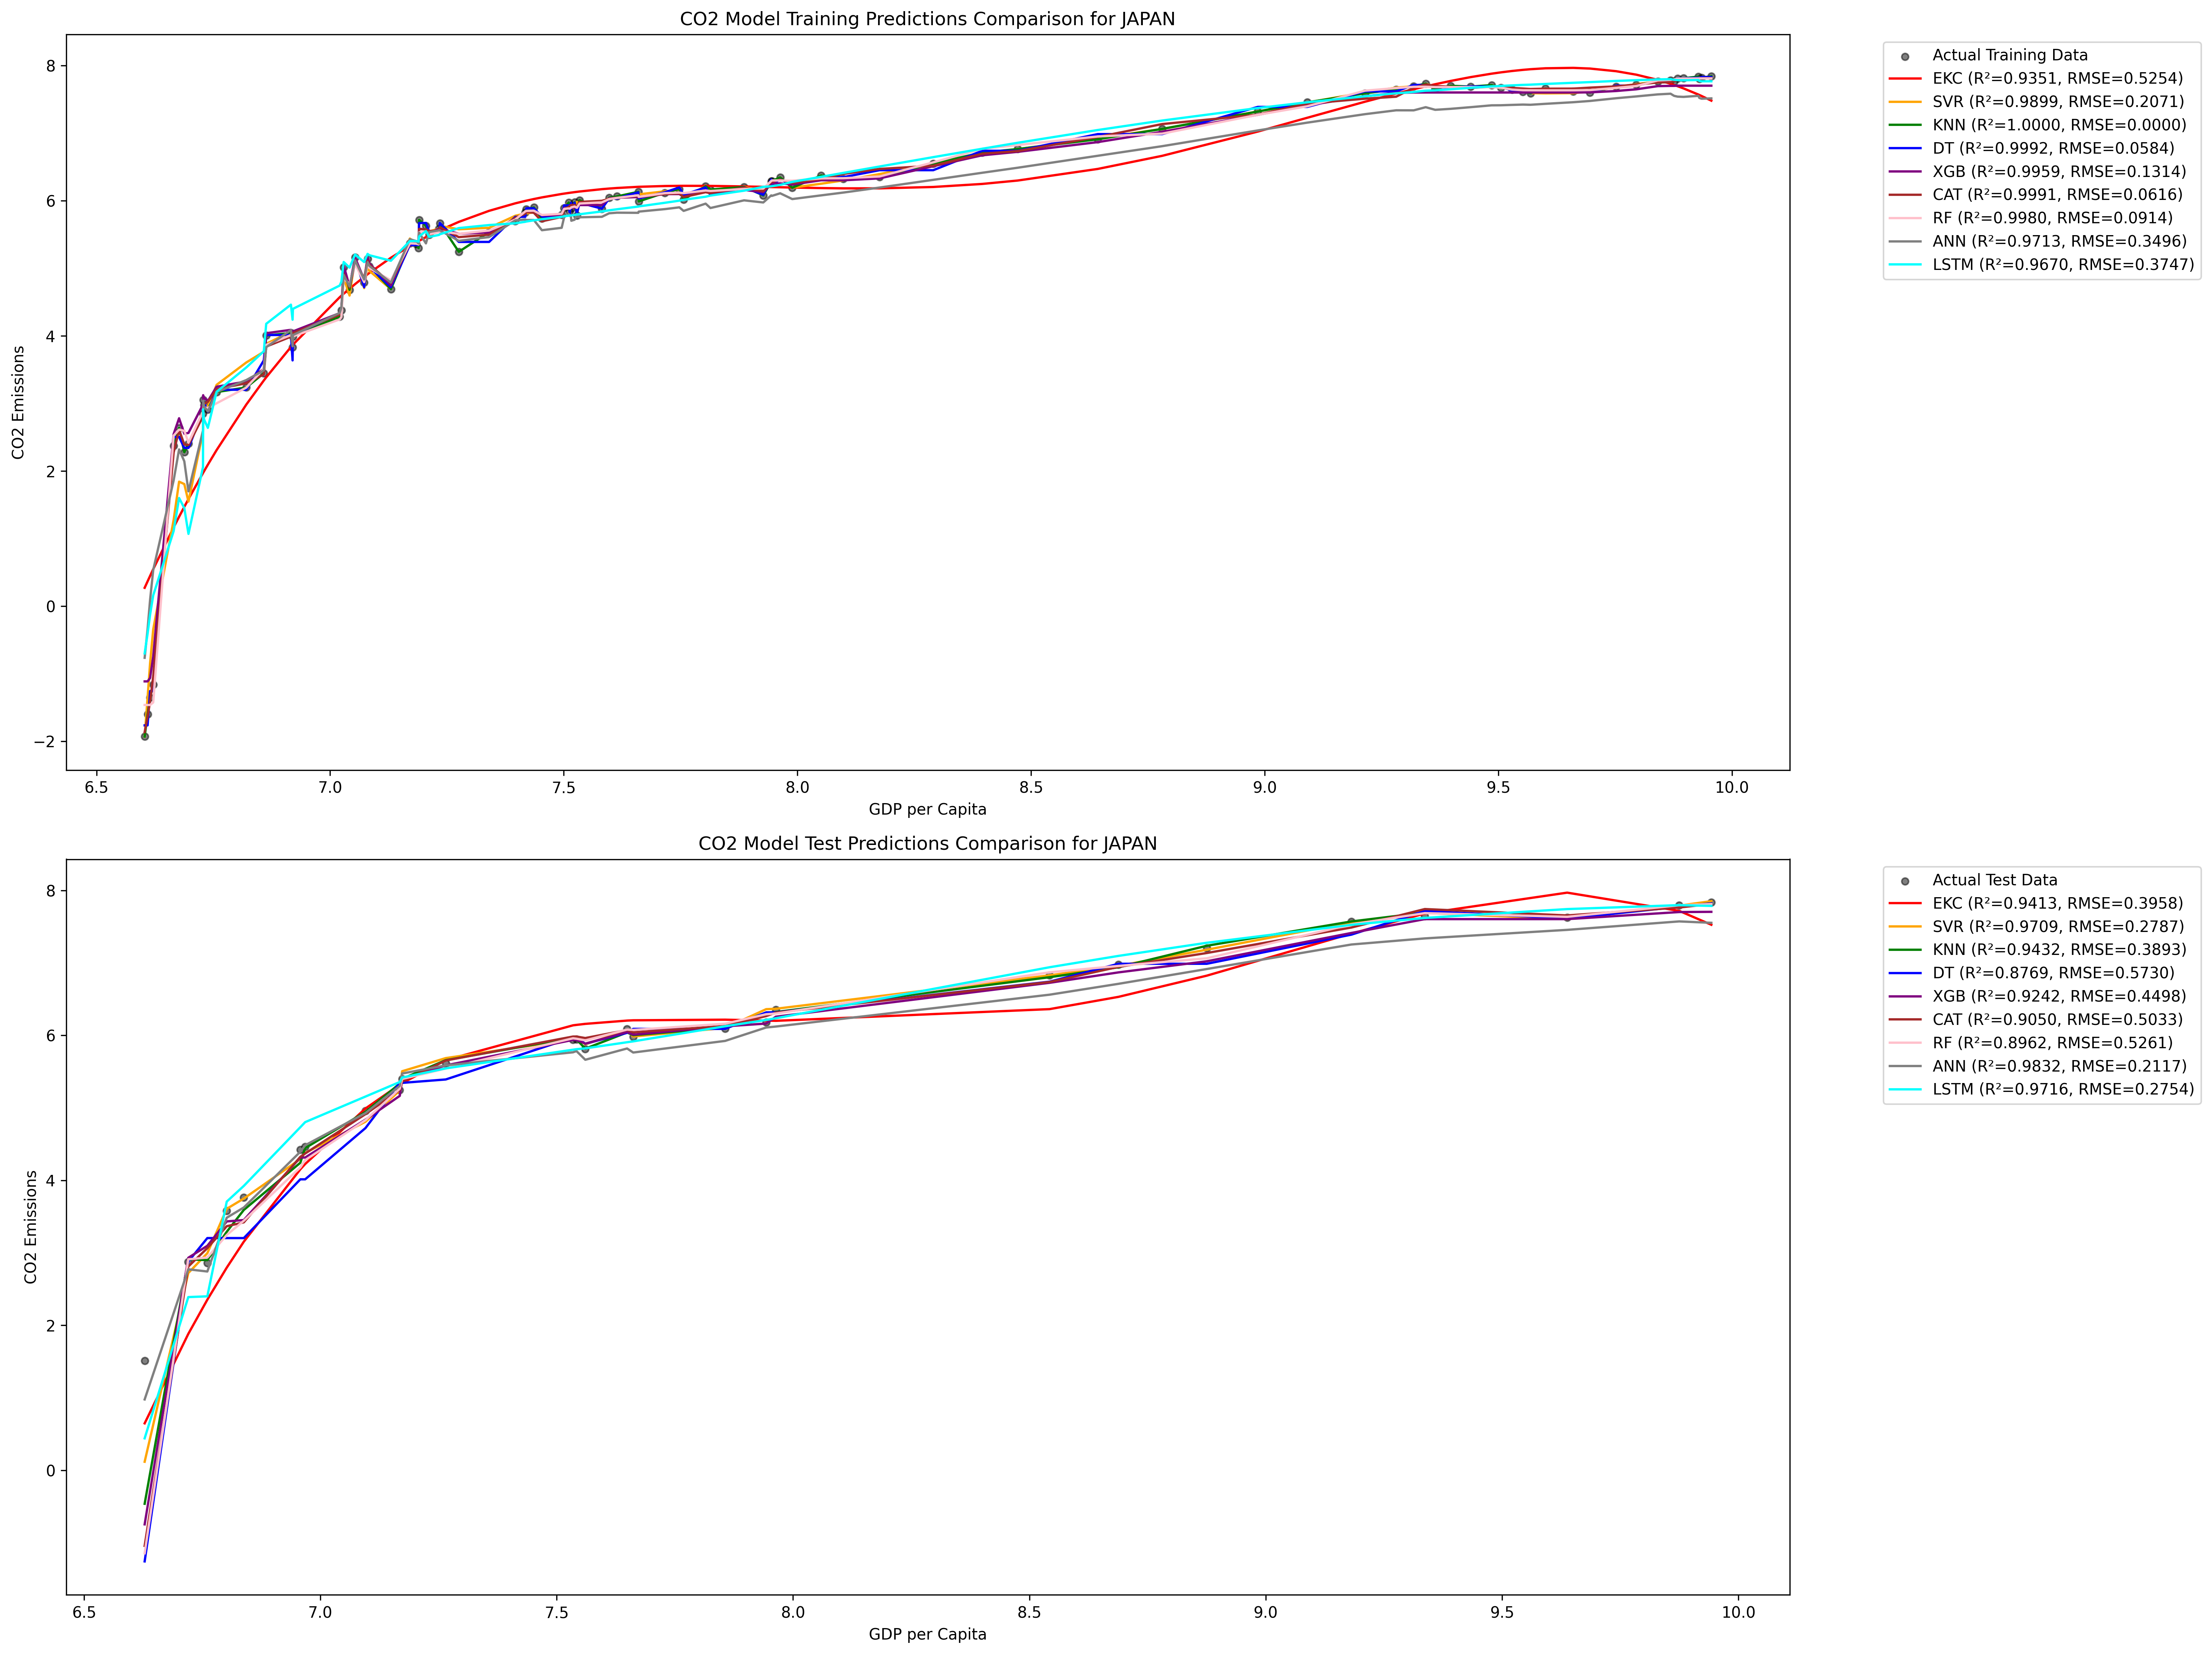 CO2 Model Training Predictions Comparison for JAPAN
8
6
4
2
0
−2
CO2 Emissions
6.5 7.0 7.5 8.0 8.5 9.0 9.5 10.0
GDP per Capita
Actual Training Data
EKC (R²=0.9351, RMSE=0.5254)
SVR (R²=0.9899, RMSE=0.2071)
KNN (R²=1.0000, RMSE=0.0000)
DT (R²=0.9992, RMSE=0.0584)
XGB (R²=0.9959, RMSE=0.1314)
CAT (R²=0.9991, RMSE=0.0616)
RF (R²=0.9980, RMSE=0.0914)
ANN (R²=0.9713, RMSE=0.3496)
LSTM (R²=0.9670, RMSE=0.3747)
CO2 Model Test Predictions Comparison for JAPAN
8
6
4
2
0
CO2 Emissions
6.5 7.0 7.5 8.0 8.5 9.0 9.5 10.0
GDP per Capita
Actual Test Data
EKC (R²=0.9413, RMSE=0.3958)
SVR (R²=0.9709, RMSE=0.2787)
KNN (R²=0.9432, RMSE=0.3893)
DT (R²=0.8769, RMSE=0.5730)
XGB (R²=0.9242, RMSE=0.4498)
CAT (R²=0.9050, RMSE=0.5033)
RF (R²=0.8962, RMSE=0.5261)
ANN (R²=0.9832, RMSE=0.2117)
LSTM (R²=0.9716, RMSE=0.2754)